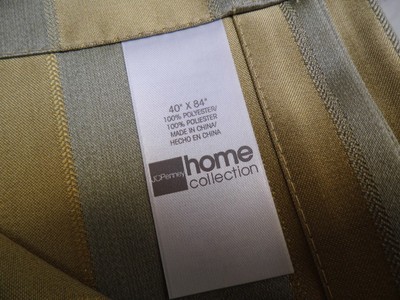 40" X 84"
100% POLYESTER/
100% POLIESTER
MADE IN CHINA/
HECHO EN CHINA
JCPenney home
collection